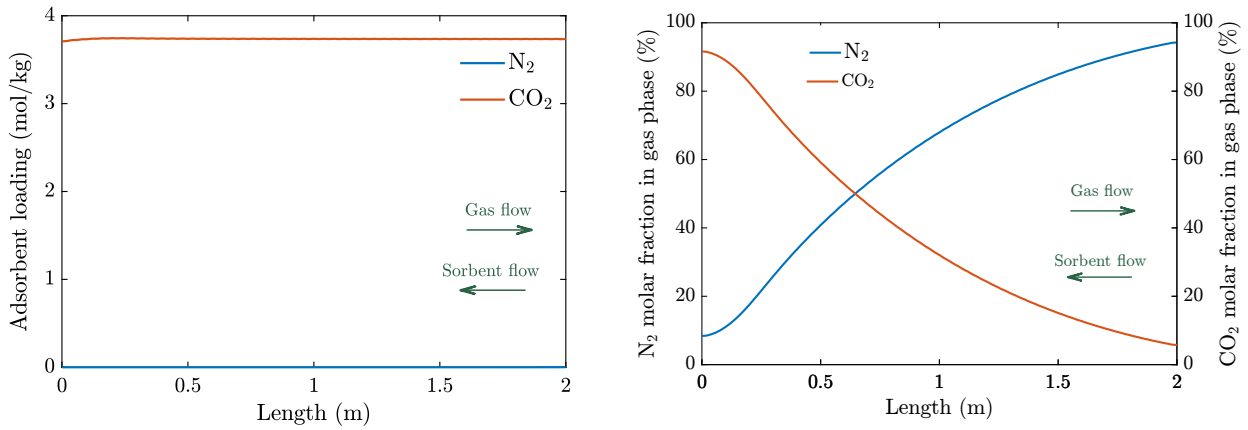 Adsorbent loading (mol/kg)
4
3
2
1
0
N₂
CO₂
Gas flow
Sorbent flow
0 0.5 1 1.5 2
Length (m)
N₂ molar fraction in gas phase (%)
100
80
60
40
20
0
N₂
CO₂
Gas flow
Sorbent flow
0 0.5 1 1.5 2
Length (m)
100
80
60
40
20
0
CO₂ molar fraction in gas phase (%)